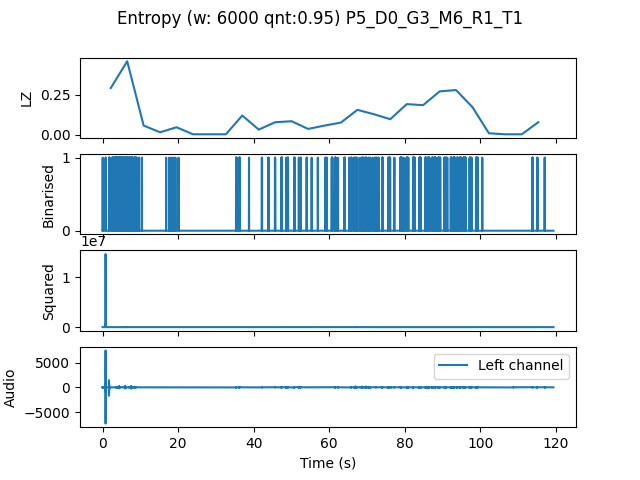 Entropy (w: 6000 qnt:0.95) P5_D0_G3_M6_R1_T1
LZ
0.25
0.00
Binarised
1
0
1e7
Squared
1
0
Audio
5000
0
−5000
Left channel
0
20
40
60
80
100
120
Time (s)